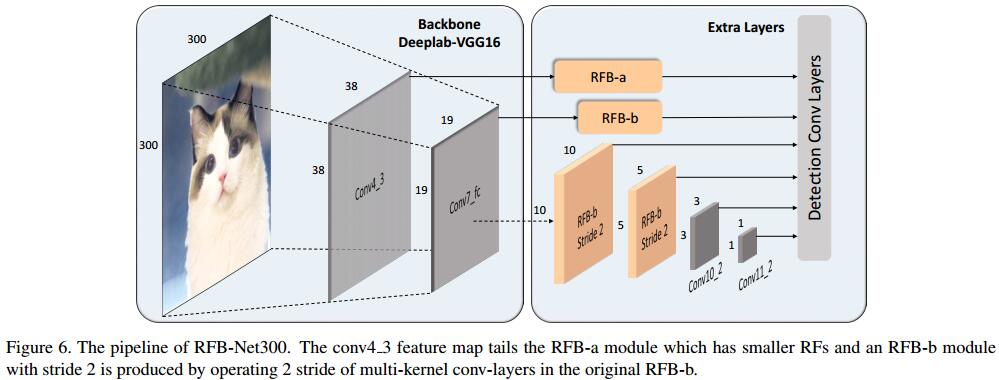 Backbone
Deeplab-VGG16
Extra Layers
300
300
38
38
Conv4_3
19
19
Conv7_fc
RFB-a
RFB-b
10
10
RFB-b
Stride 2
5
5
RFB-b
Stride 2
3
3
Conv10_2
1
1
Conv11_2
Detection Conv Layers
Figure 6. The pipeline of RFB-Net300. The conv4_3 feature map tails the RFB-a module which has smaller RFs and an RFB-b module
with stride 2 is produced by operating 2 stride of multi-kernel conv-layers in the original RFB-b.